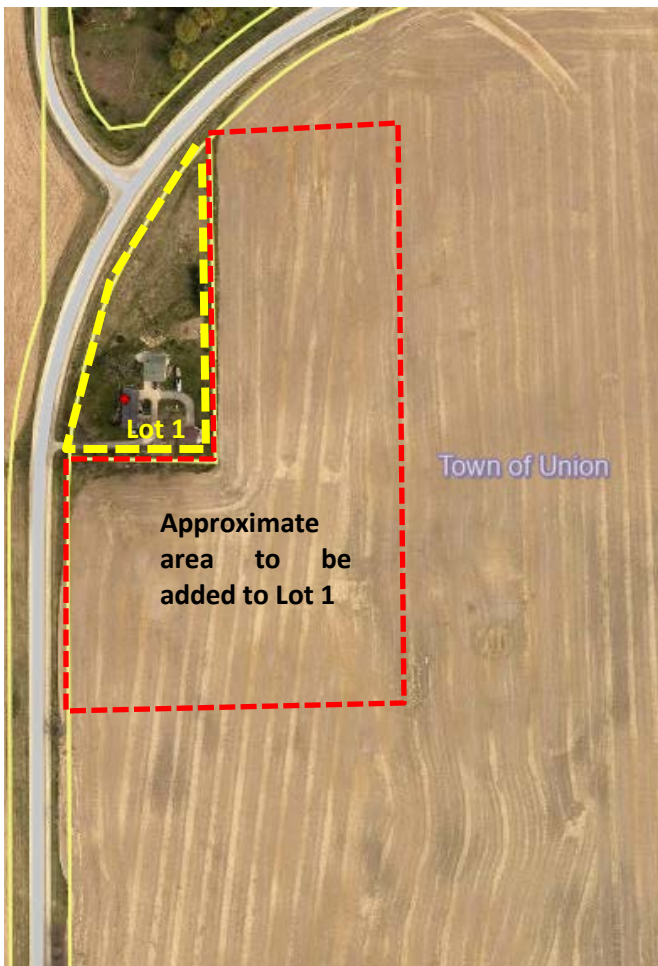 Lot 1
Town of Union
Approximate
area to be
added to Lot 1